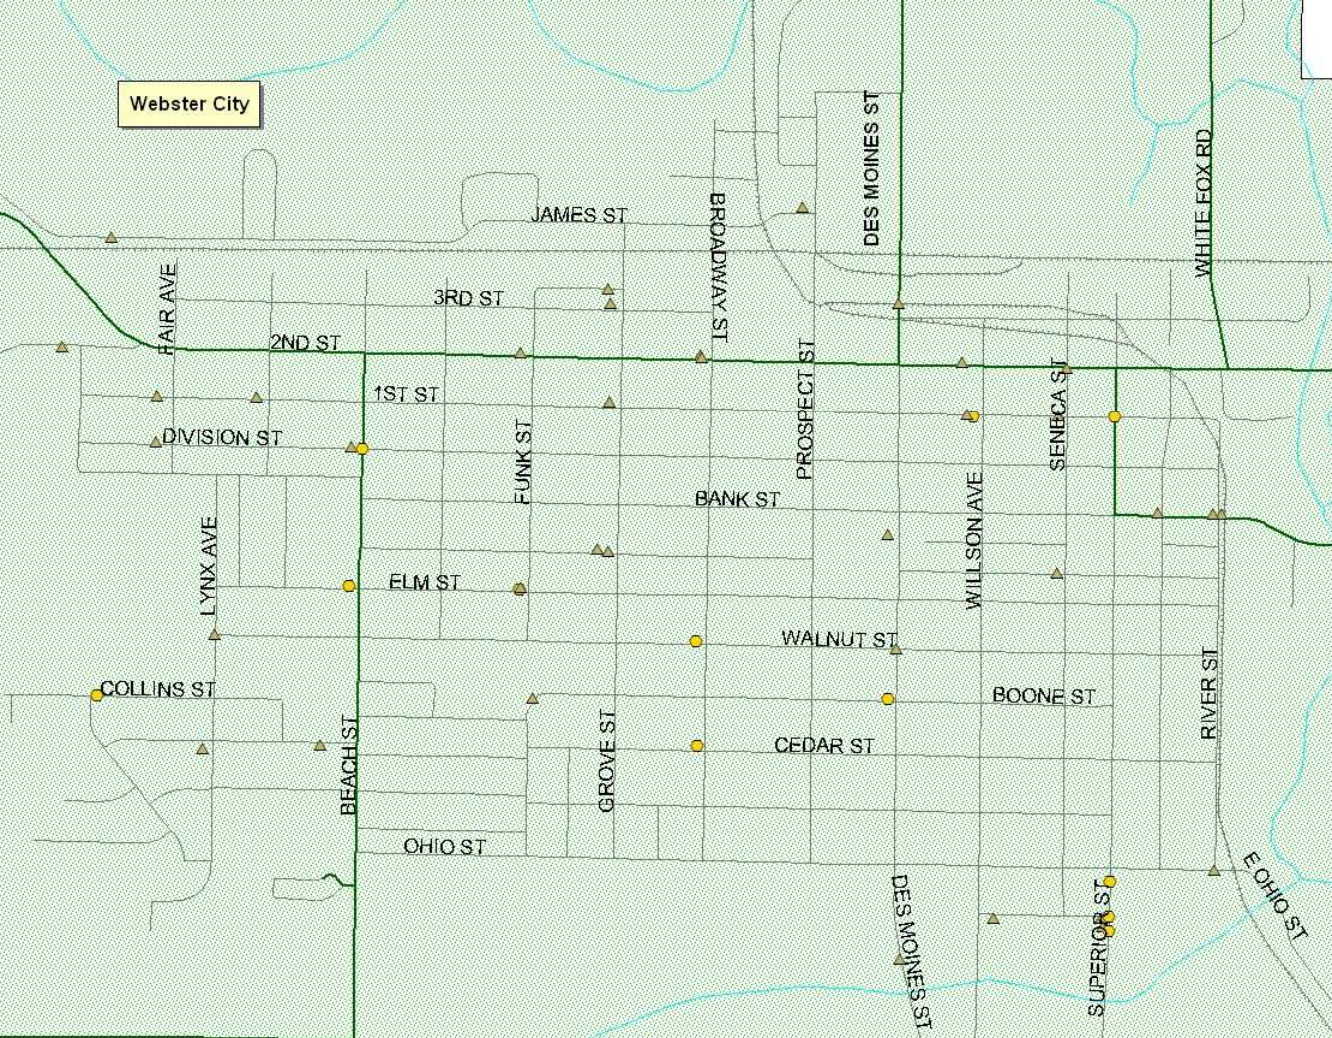 Webster City
DES MOINES ST
WHITE FOX RD
JAMES ST
BROADWAY ST
FAIR AVE
3RD ST
2ND ST
PROSPECT ST
SENECA ST
1ST ST
DIVISION ST
FUNK ST
BANK ST
WILLSON AVE
LYNX AVE
ELM ST
WALNUT ST
RIVER ST
COLLINS ST
BOONE ST
BEACH ST
GROVE ST
CEDAR ST
OHIO ST
E OHIO ST
DES MOINES ST
SUPERIOR ST